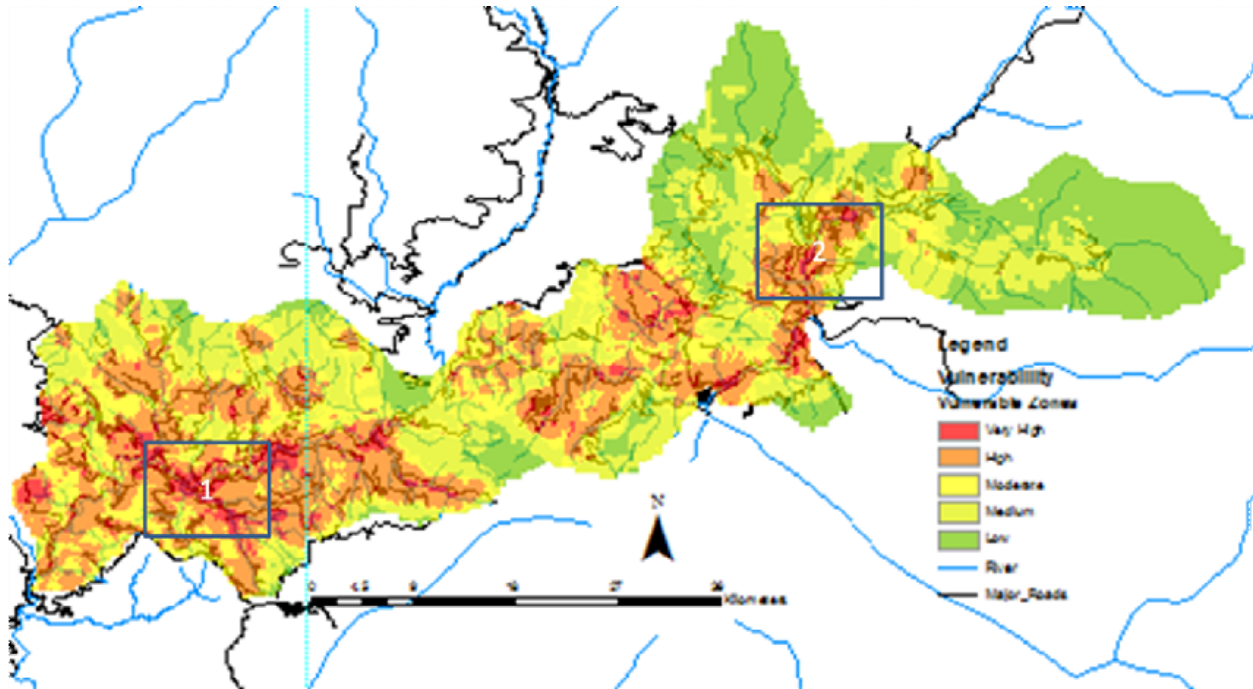 2
1
Legend
Vulnerability
Vulnerable Zones
Very High
High
Moderate
Medium
Low
River
Major_Roads
N
0 4.5 9 18 27 36
Kilometers